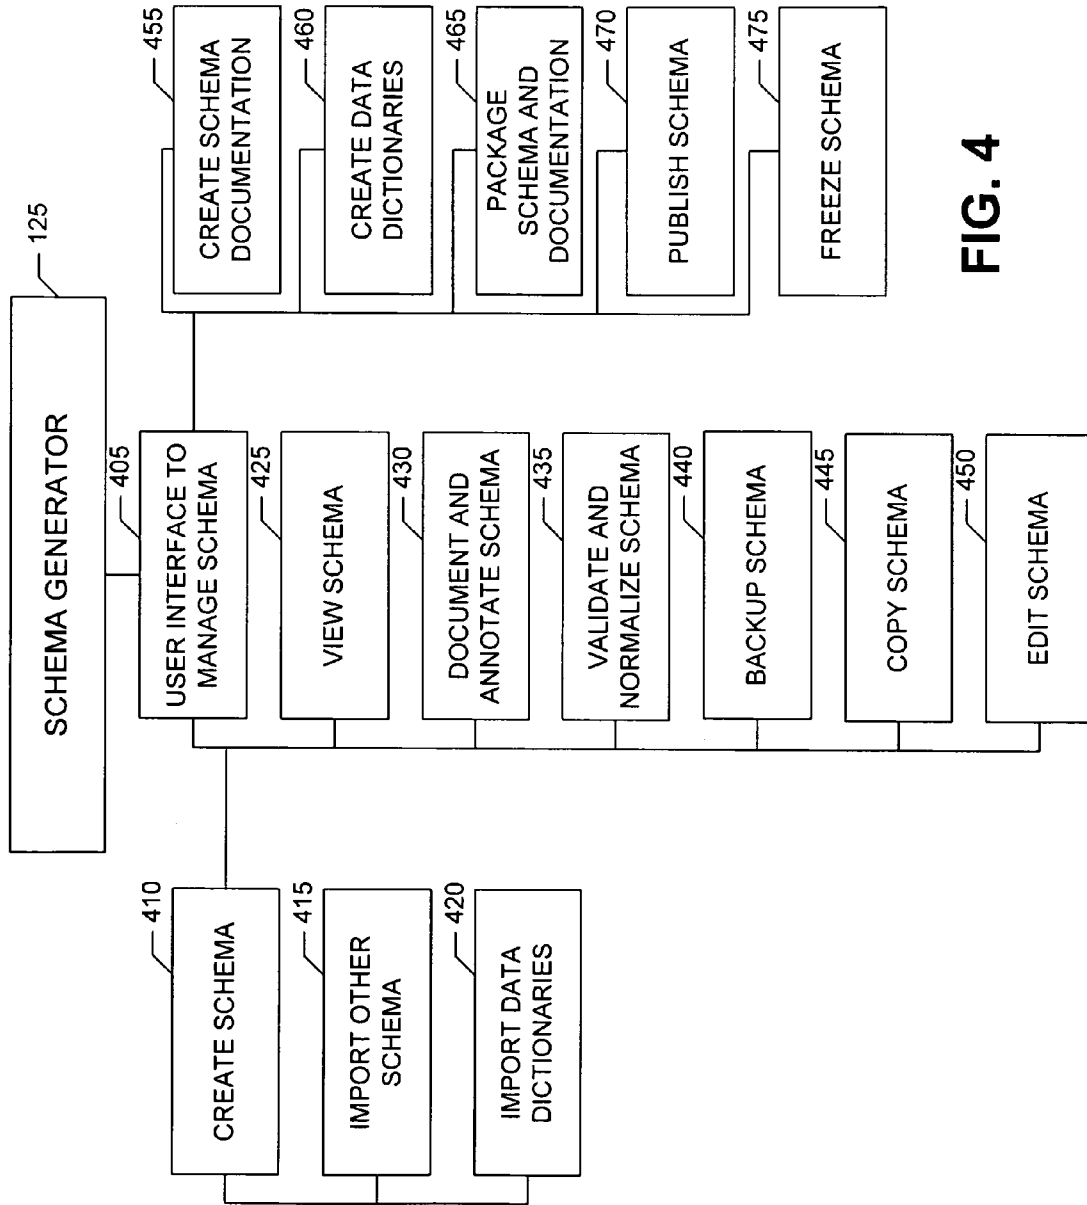 SCHEMA GENERATOR
125
405
USER INTERFACE TO
MANAGE SCHEMA
410
CREATE SCHEMA
415
IMPORT OTHER
SCHEMA
420
IMPORT DATA
DICTIONARIES
425
VIEW SCHEMA
430
DOCUMENT AND
ANNOTATE SCHEMA
435
VALIDATE AND
NORMALIZE SCHEMA
440
BACKUP SCHEMA
445
COPY SCHEMA
450
EDIT SCHEMA
455
CREATE SCHEMA
DOCUMENTATION
460
CREATE DATA
DICTIONARIES
465
PACKAGE
SCHEMA AND
DOCUMENTATION
470
PUBLISH SCHEMA
475
FREEZE SCHEMA
FIG. 4